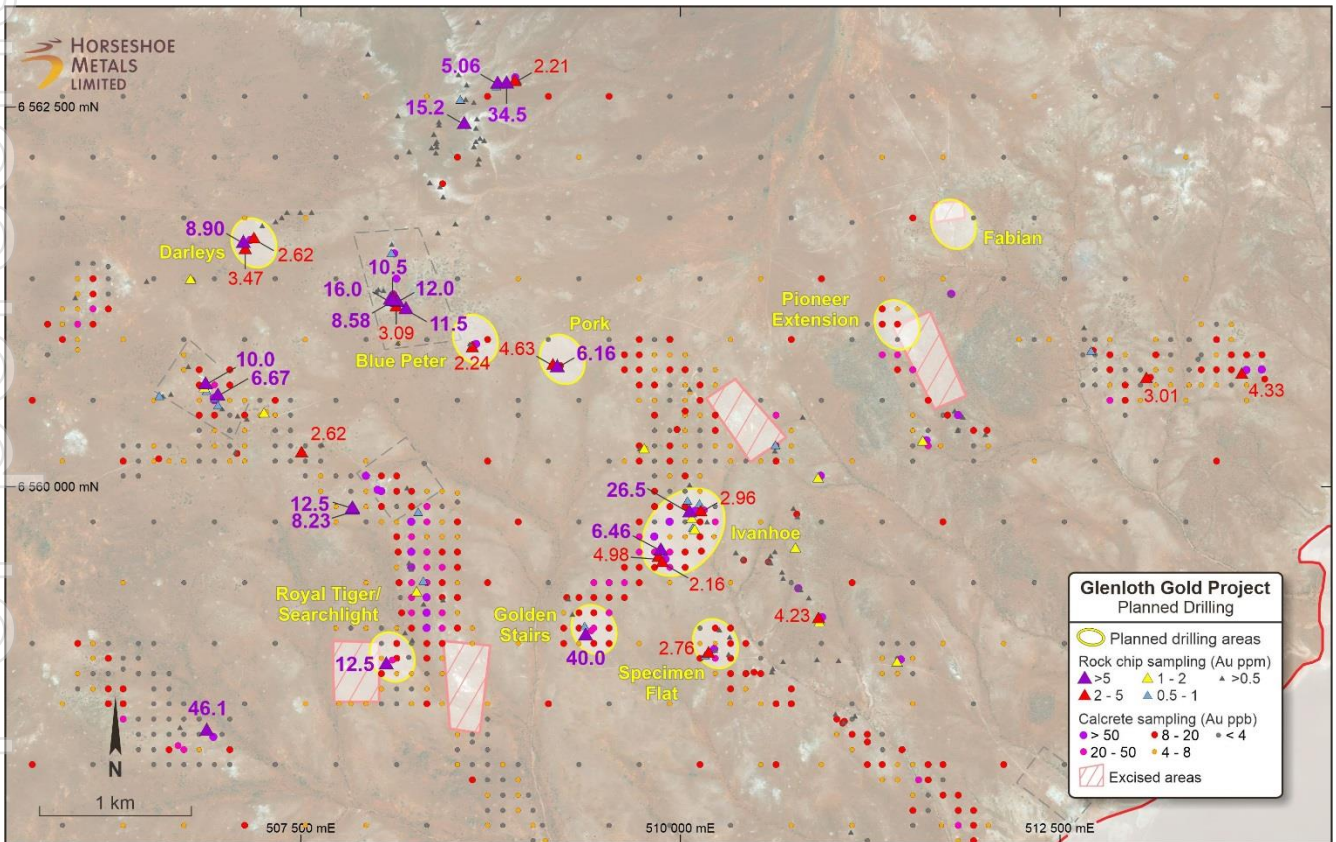 HORSESHOE
METALS
LIMITED
5.06
2.21
6 562 500 mN
15.2
34.5
8.90
Darleys
2.62
3.47
Fabian
10.5
16.0
12.0
8.58
11.5
3.09
Pioneer
Extension
Pork
Blue Peter
2.24
4.63
6.16
10.0
6.67
3.01
4.33
2.62
6 560 000 mN
12.5
8.23
26.5
2.96
6.46
Ivanhoe
4.98
2.16
Royal Tiger/
Searchlight
Golden
Stairs
4.23
12.5
40.0
2.76
Specimen
Flat
46.1
N
1 km
507 500 mE
510 000 mE
512 500 mE
Glenloth Gold Project
Planned Drilling
Planned drilling areas
Rock chip sampling (Au ppm)
>5
1 - 2
>0.5
2 - 5
0.5 - 1
Calcrete sampling (Au ppb)
> 50
8 - 20
< 4
20 - 50
4 - 8
Excised areas